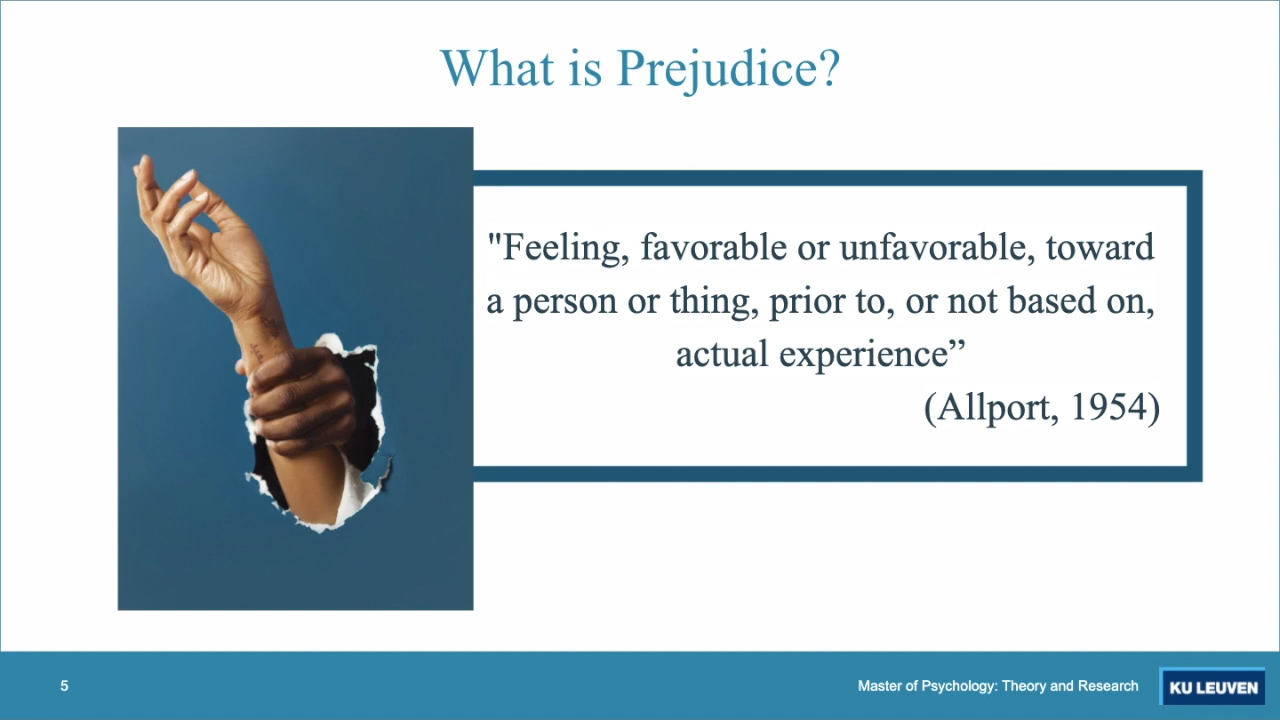 What is Prejudice?
"Feeling, favorable or unfavorable, toward
a person or thing, prior to, or not based on,
actual experience”
(Allport, 1954)
5
Master of Psychology: Theory and Research
KU LEUVEN